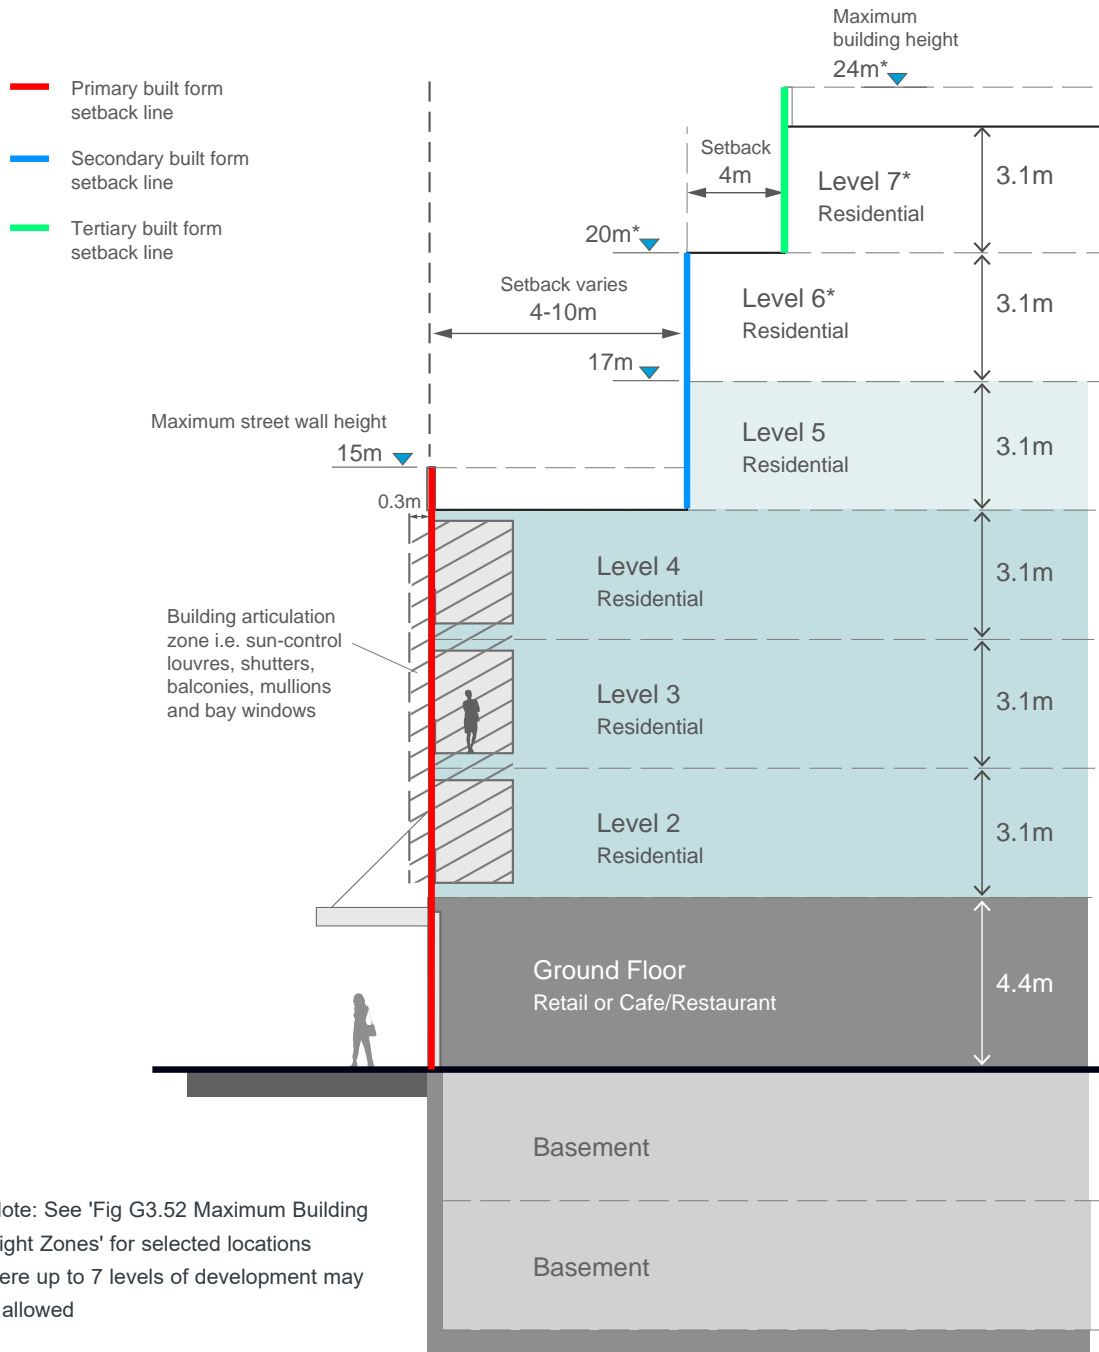 Maximum
building height
24m*
Primary built form
setback line
Secondary built form
setback line
Tertiary built form
setback line
Setback
4m
Level 7*
Residential
3.1m
20m*
Setback varies
4-10m
Level 6*
Residential
3.1m
17m
Maximum street wall height
15m
Level 5
Residential
3.1m
0.3m
Level 4
Residential
3.1m
Building articulation
zone i.e. sun-control
louvres, shutters,
balconies, mullions
and bay windows
Level 3
Residential
3.1m
Level 2
Residential
3.1m
Ground Floor
Retail or Cafe/Restaurant
4.4m
Basement
Basement
ote: See 'Fig G3.52 Maximum Building
ight Zones' for selected locations
ere up to 7 levels of development may
allowed